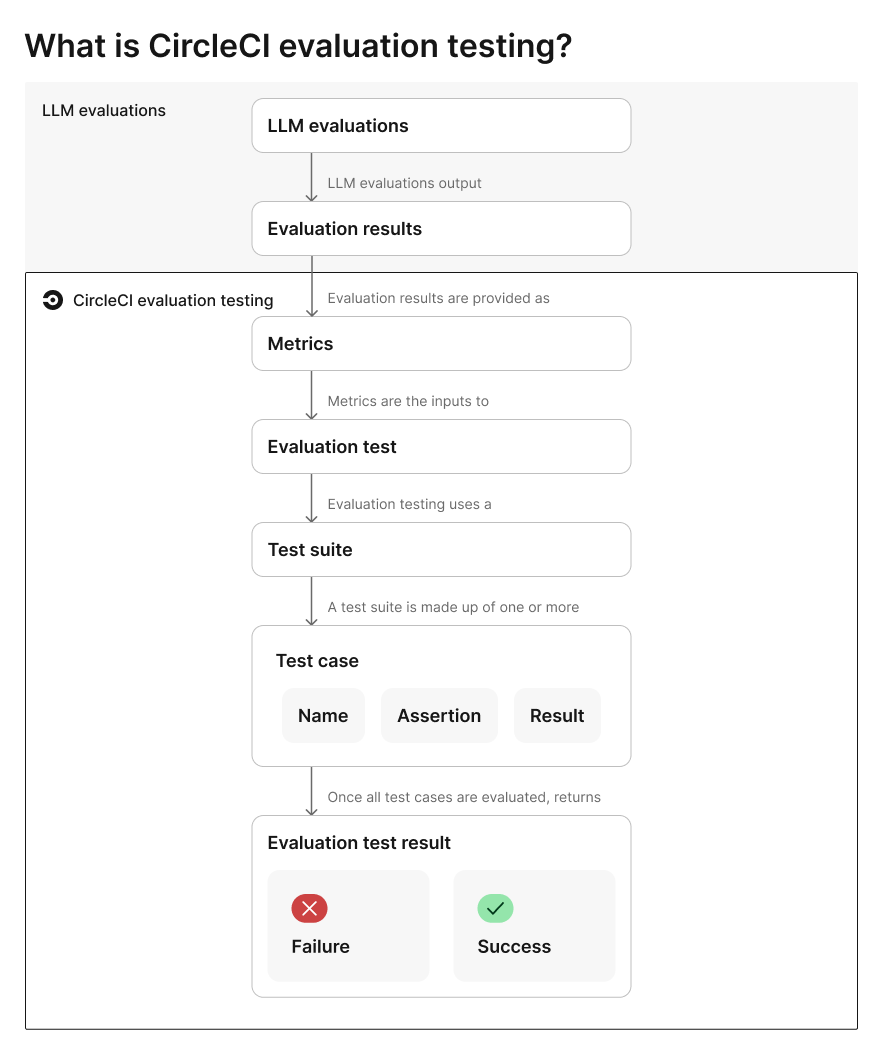 What is CircleCI evaluation testing?
LLM evaluations
LLM evaluations
LLM evaluations output
Evaluation results
CircleCI evaluation testing
Evaluation results are provided as
Metrics
Metrics are the inputs to
Evaluation test
Evaluation testing uses a
Test suite
A test suite is made up of one or more
Test case
Name Assertion Result
Once all test cases are evaluated, returns
Evaluation test result
Failure Success